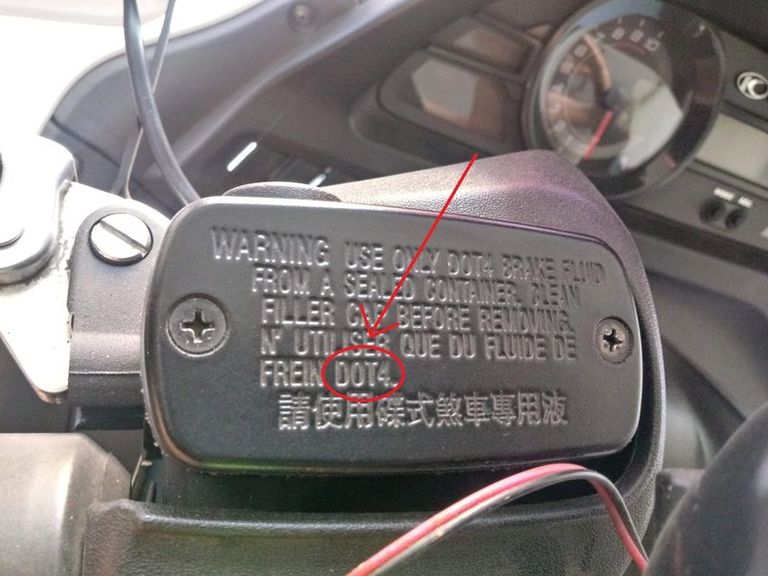 WARNING USE ONLY DOT4 BRAKE FLUID
FROM A SEALED CONTAINER. CLEAN
FILLER CAP BEFORE REMOVING.
N' UTILISEC QUE DU FLUIDE DE
FREIN DOT4.
請使用碟式煞車專用液